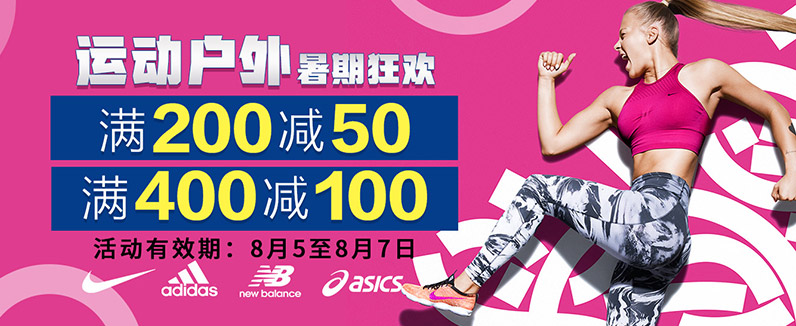 运动户外 暑期狂欢
满200减50
满400减100
活动有效期：8月5至8月7日
adidas
NB
new balance
asics